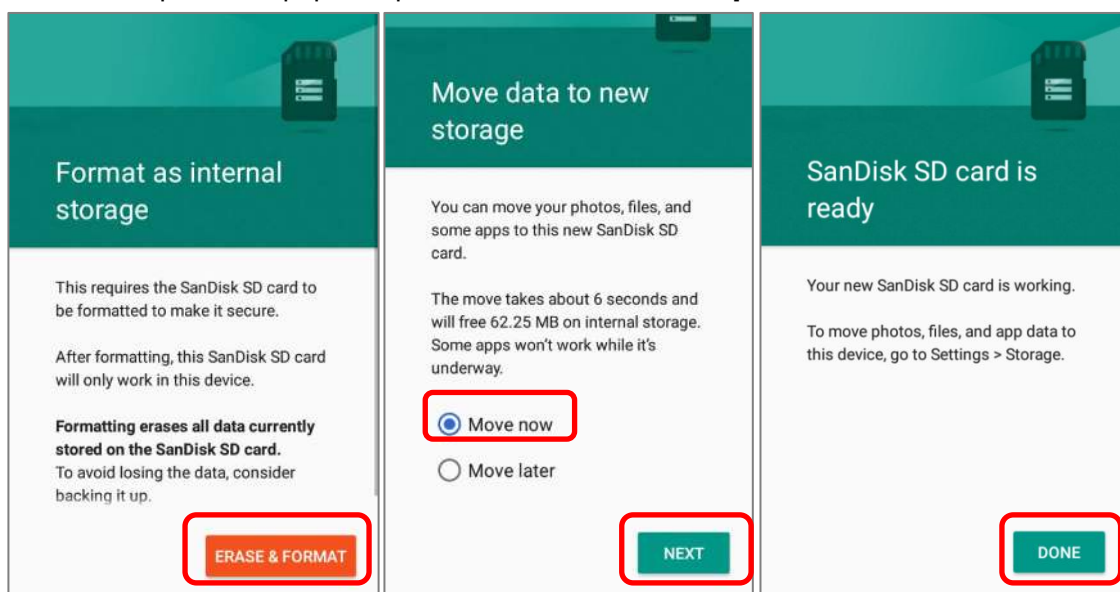 Format as internal
storage
This requires the SanDisk SD card to
be formatted to make it secure.
After formatting, this SanDisk SD card
will only work in this device.
Formatting erases all data currently
stored on the SanDisk SD card.
To avoid losing the data, consider
backing it up.
ERASE & FORMAT
Move data to new
storage
You can move your photos, files, and
some apps to this new SanDisk SD
card.
The move takes about 6 seconds and
will free 62.25 MB on internal storage.
Some apps won't work while it's
underway.
Move now
Move later
NEXT
SanDisk SD card is
ready
Your new SanDisk SD card is working.
To move photos, files, and app data to
this device, go to Settings > Storage.
DONE